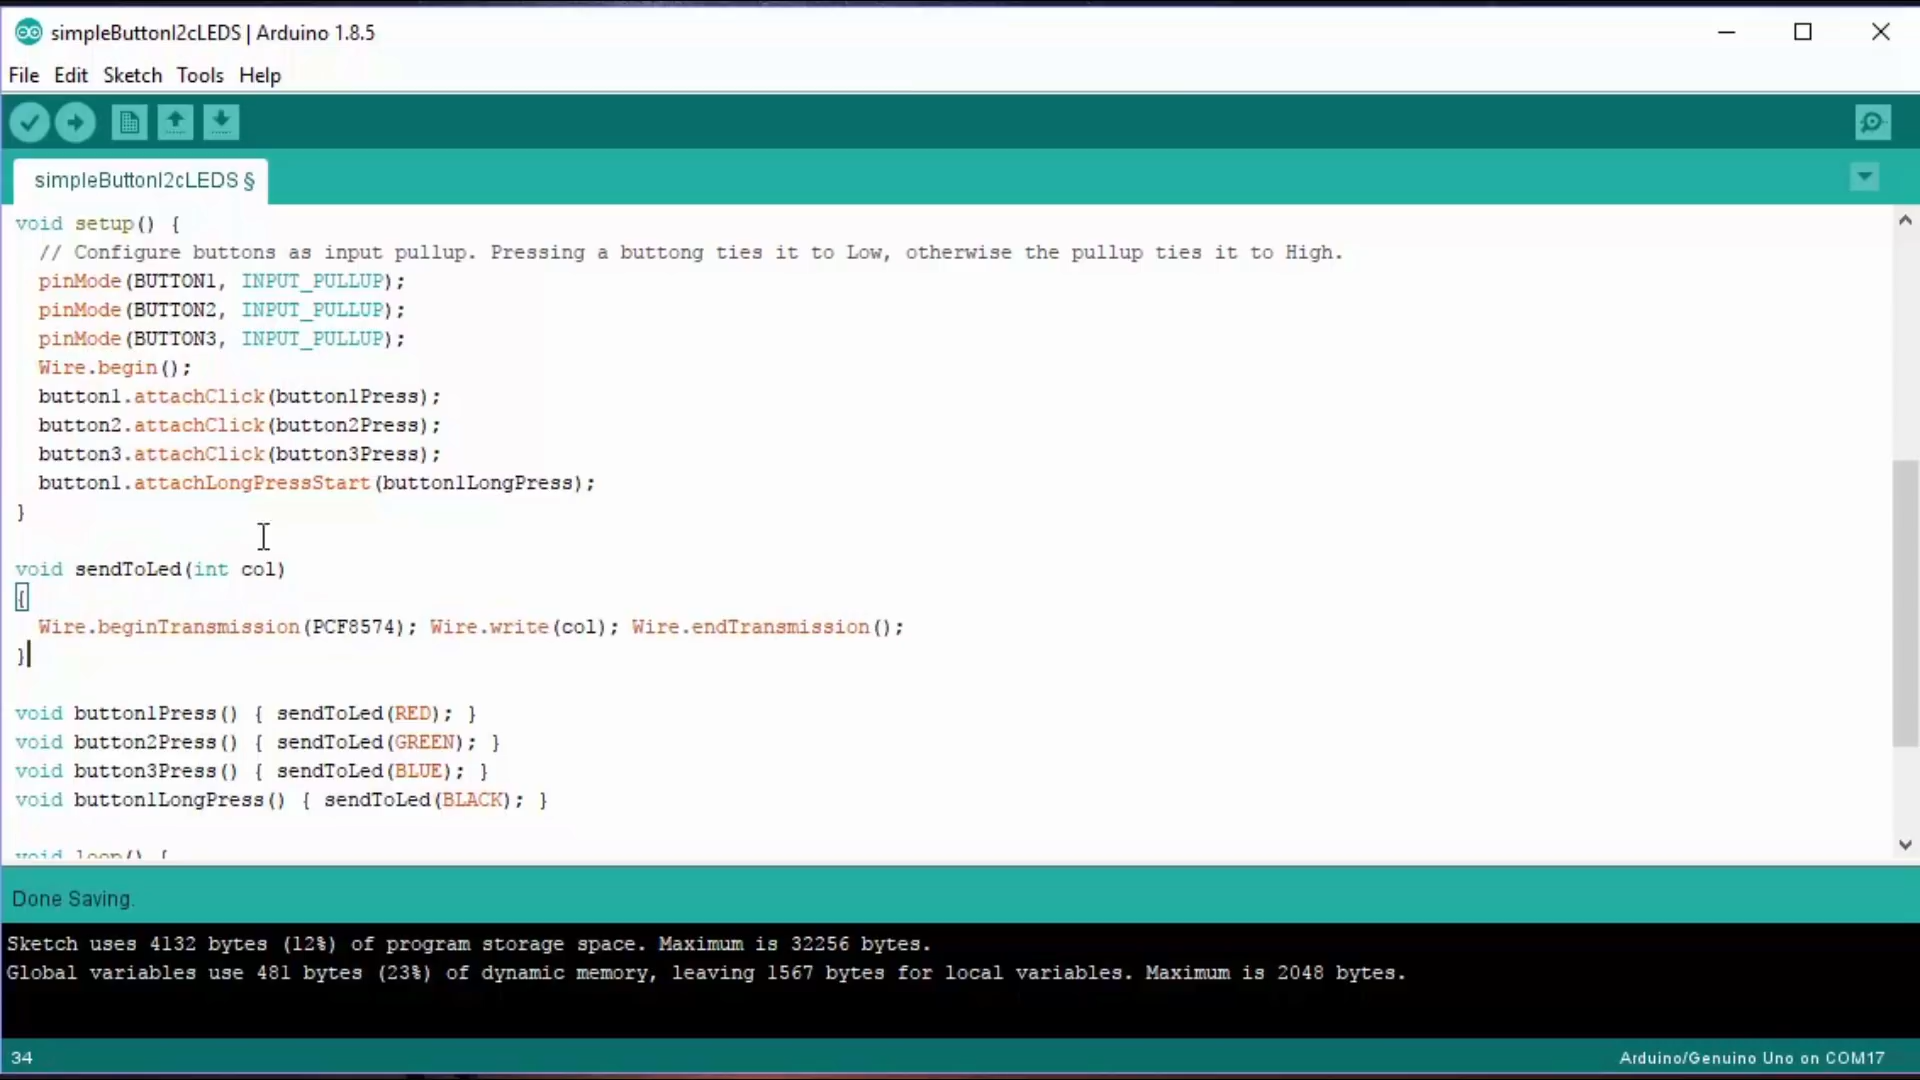 simpleButtonI2cLEDS | Arduino 1.8.5
File Edit Sketch Tools Help
simpleButtonI2cLEDS §
void setup() {
// Configure buttons as input pullup. Pressing a buttong ties it to Low, otherwise the pullup ties it to High.
pinMode(BUTTON1, INPUT_PULLUP);
pinMode(BUTTON2, INPUT_PULLUP);
pinMode(BUTTON3, INPUT_PULLUP);
Wire.begin();
button1.attachClick(button1Press);
button2.attachClick(button2Press);
button3.attachClick(button3Press);
button1.attachLongPressStart(button1LongPress);
}
void sendToLed(int col)
{
Wire.beginTransmission(PCF8574); Wire.write(col); Wire.endTransmission();
}
void button1Press() { sendToLed(RED); }
void button2Press() { sendToLed(GREEN); }
void button3Press() { sendToLed(BLUE); }
void button1LongPress() { sendToLed(BLACK); }
void loop() {
Done Saving.
Sketch uses 4132 bytes (12%) of program storage space. Maximum is 32256 bytes.
Global variables use 481 bytes (23%) of dynamic memory, leaving 1567 bytes for local variables. Maximum is 2048 bytes.
34
Arduino/Genuino Uno on COM17